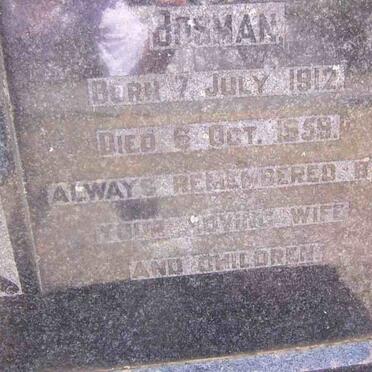 BOSMAN
BORN 7 JULY 1912
DIED 6 OCT. 1959
ALWAYS REMEMBERED B
YOUR LOVING WIFE
AND CHILDREN